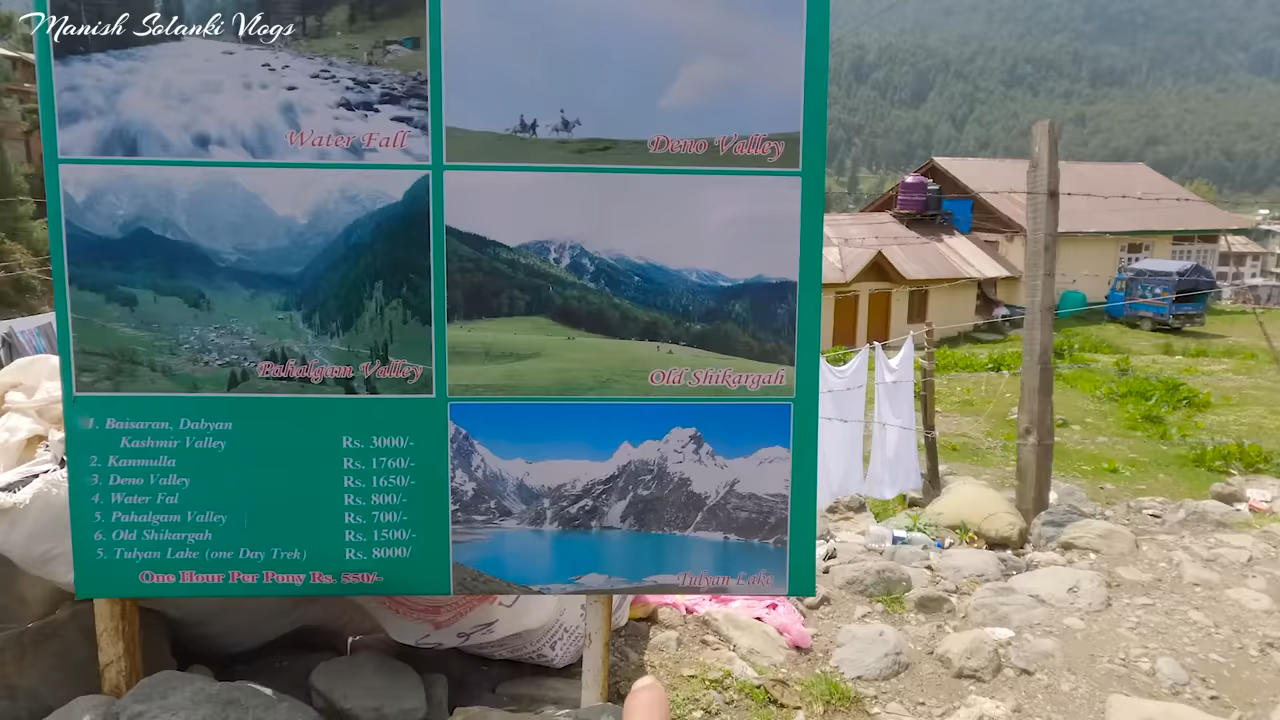 Manish Solanki Vlogs
Water Fall
Deno Valley
Pahalgam Valley
Old Shikargah
1. Baisaran, Dabyan
Kashmir Valley Rs. 3000/-
2. Kanmulla Rs. 1760/-
3. Deno Valley Rs. 1650/-
4. Water Fal Rs. 800/-
5. Pahalgam Valley Rs. 700/-
6. Old Shikargah Rs. 1500/-
5. Tulyan Lake (one Day Trek) Rs. 8000/
One Hour Per Pony Rs. 550/-
Tulyan Lake